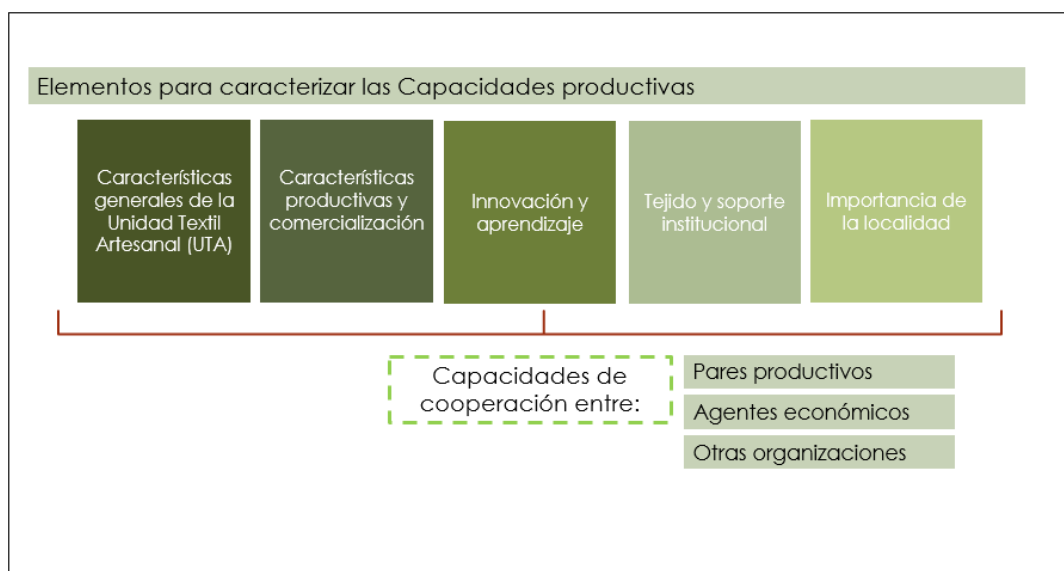 Elementos para caracterizar las Capacidades productivas
Características
generales de la
Unidad Textil
Artesanal (UTA)
Características
productivas y
comercialización
Innovación y
aprendizaje
Tejido y soporte
institucional
Importancia de
la localidad
Capacidades de
cooperación entre:
Pares productivos
Agentes económicos
Otras organizaciones